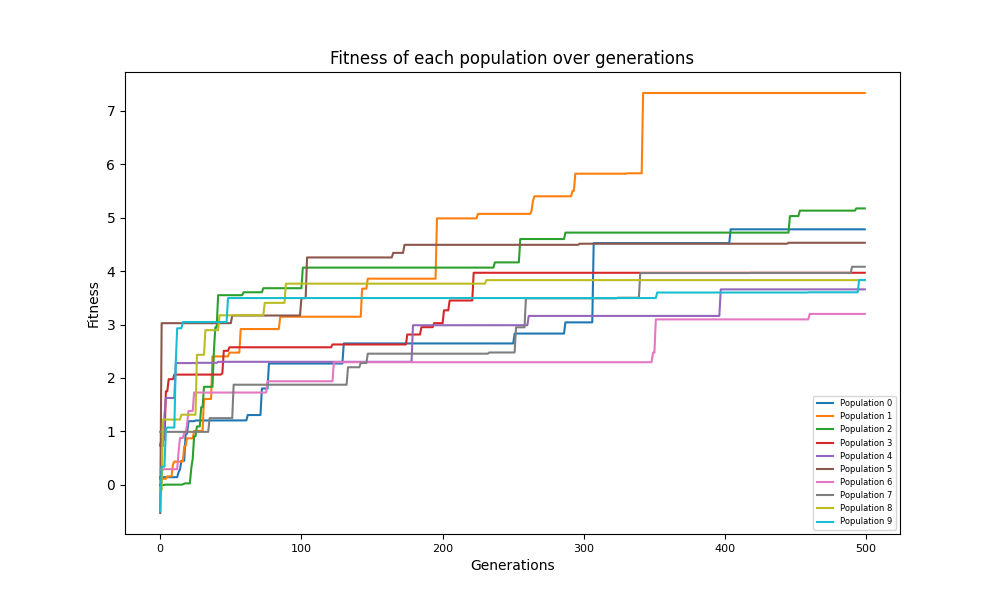 Fitness of each population over generations
Fitness
7
6
5
4
3
2
1
0
0 100 200 300 400 500
Generations
Population 0
Population 1
Population 2
Population 3
Population 4
Population 5
Population 6
Population 7
Population 8
Population 9